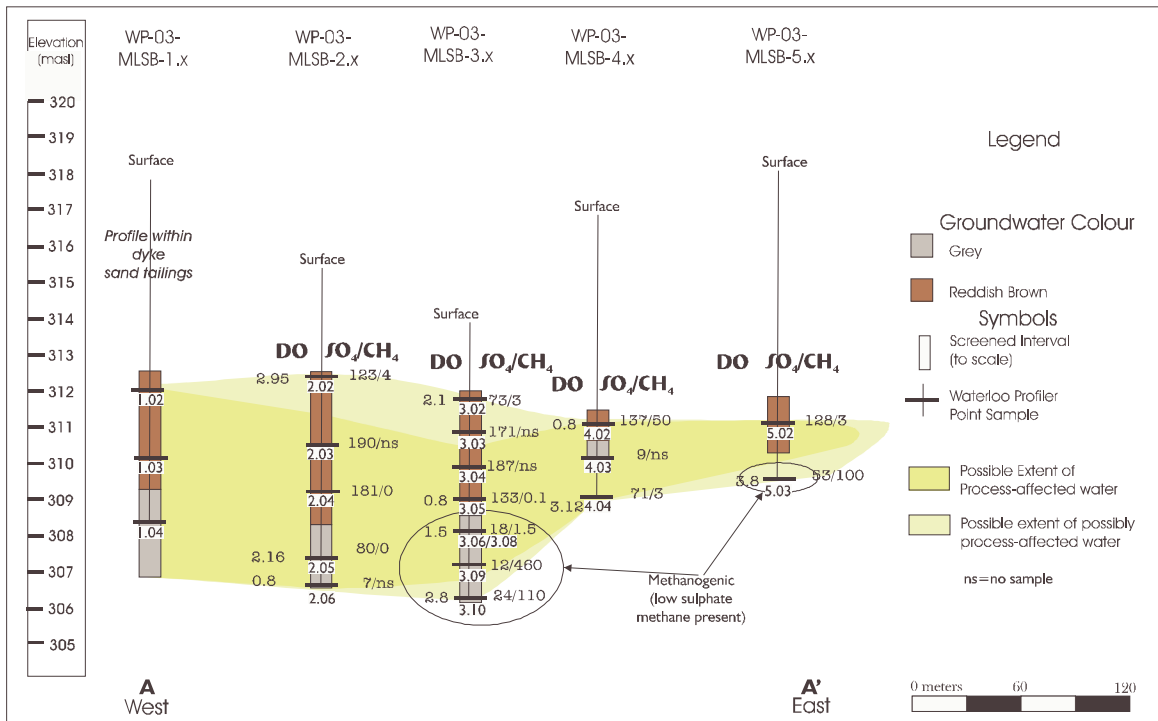 Elevation
(masl)
320
319
318
317
316
315
314
313
312
311
310
309
308
307
306
305
WP-03-
MLSB-1.x
Surface
Profile within
dyke
sand tailings
1.02
1.03
1.04
WP-03-
MLSB-2.x
Surface
DO SO₄/CH₄
2.95 123/4
2.02
190/ns
2.03
181/0
2.04
2.16 80/0
2.05
0.8 7/ns
2.06
WP-03-
MLSB-3.x
Surface
DO SO₄/CH₄
2.1 73/3
3.02
171/ns
3.03
187/ns
3.04
0.8 133/0.1
3.05
1.5 18/1.5
3.06/3.08
12/460
3.09
2.8 24/110
3.10
WP-03-
MLSB-4.x
Surface
DO SO₄/CH₄
0.8 137/50
4.02
9/ns
4.03
71/3
3.12 4.04
WP-03-
MLSB-5.x
Surface
DO SO₄/CH₄
128/3
5.02
3.8 53/100
5.03
Methanogenic
(low sulphate
methane present)
Legend
Groundwater Colour
Grey
Reddish Brown
Symbols
Screened Interval
(to scale)
Waterloo Profiler
Point Sample
Possible Extent of
Process-affected water
Possible extent of possibly
process-affected water
ns=no sample
A
West
A'
East
0 meters 60 120